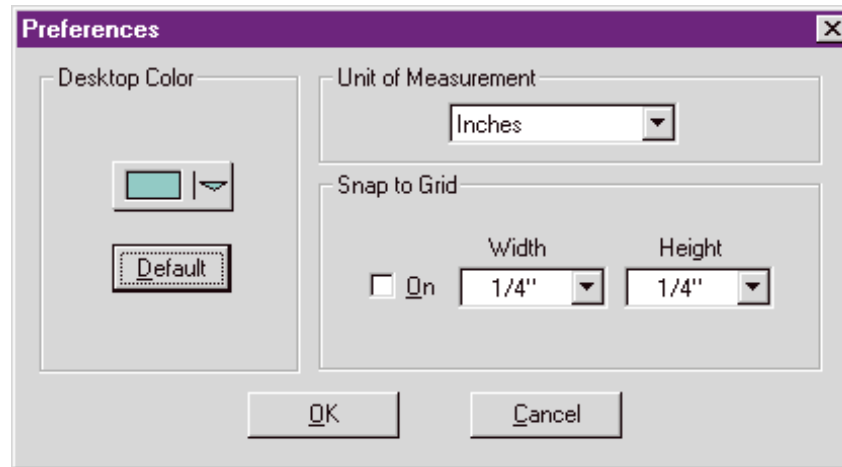 Preferences
Desktop Color
Default
Unit of Measurement
Inches
Snap to Grid
Width Height
On 1/4" 1/4"
OK Cancel